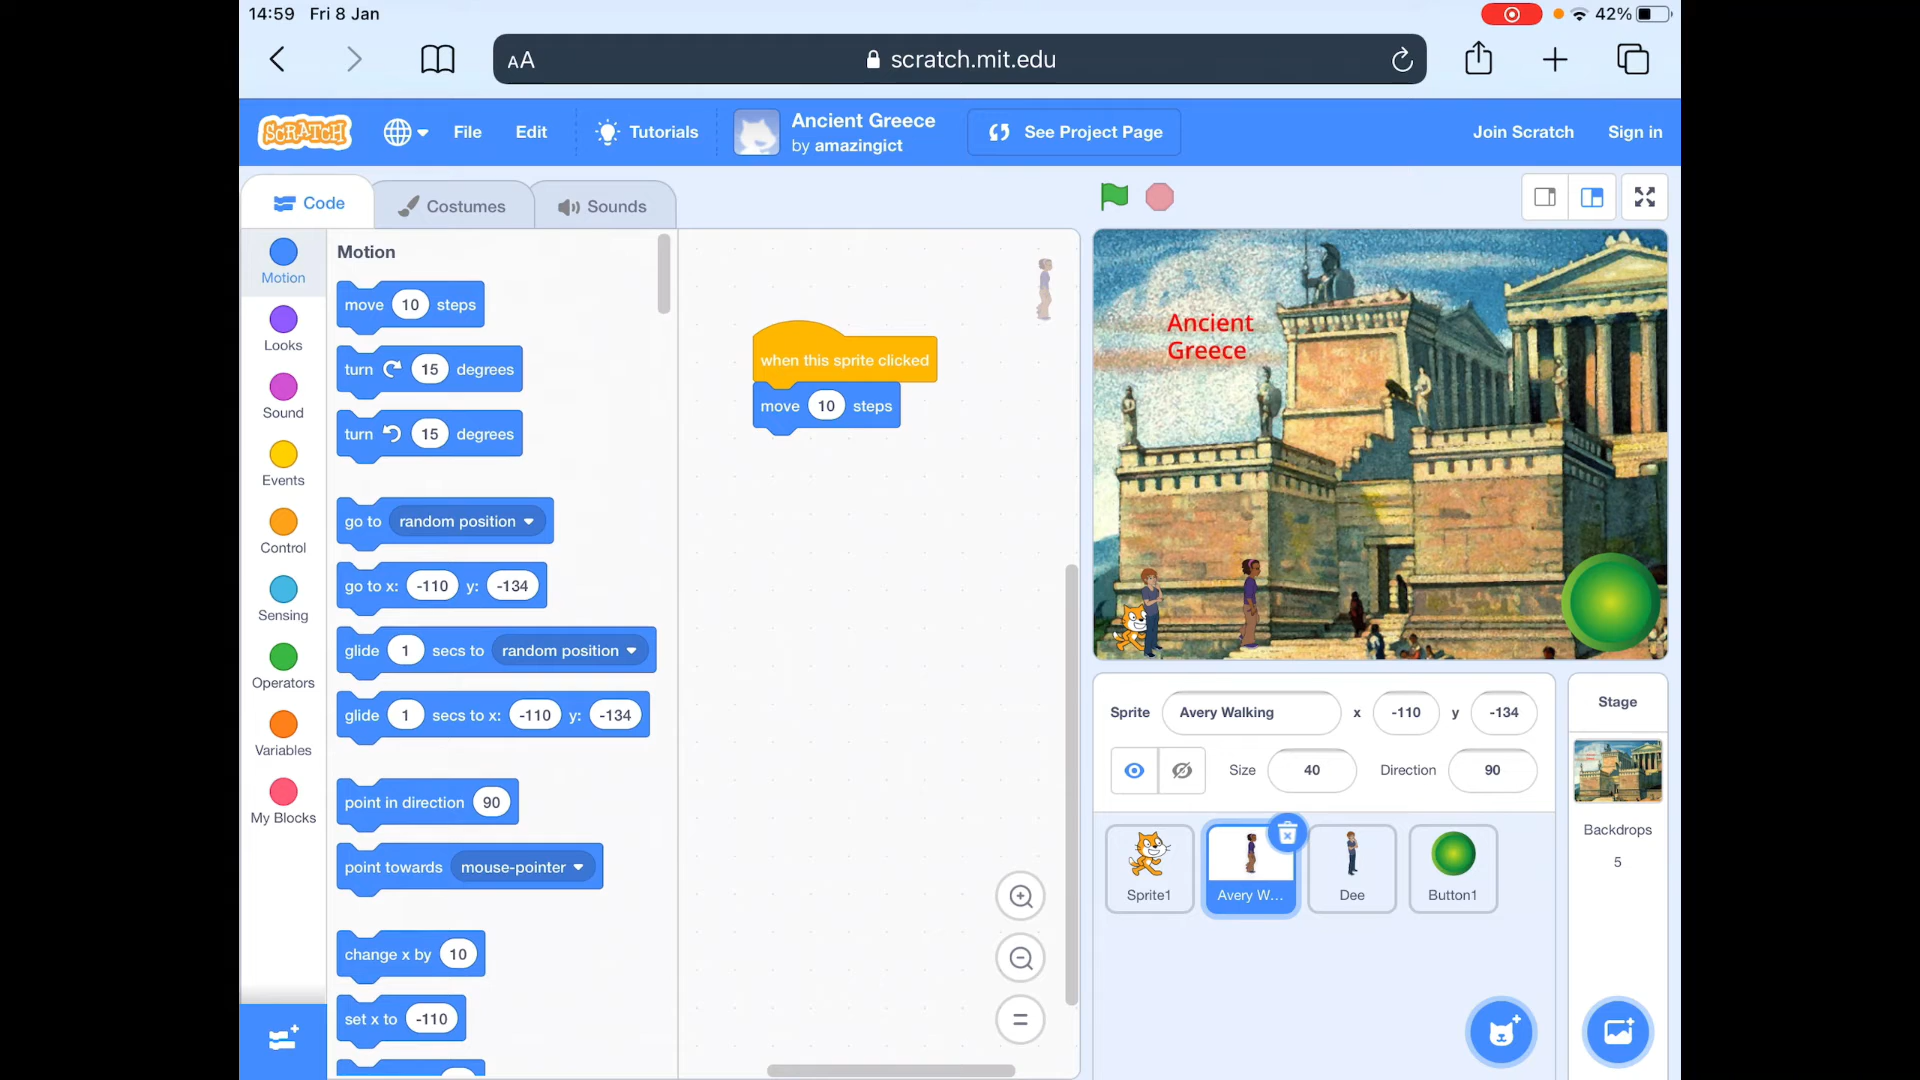 14:59 Fri 8 Jan
42%
AA
scratch.mit.edu
SCRATCH
File
Edit
Tutorials
Ancient Greece
by amazingict
See Project Page
Join Scratch
Sign in
Code
Costumes
Sounds
Motion
Looks
Sound
Events
Control
Sensing
Operators
Variables
My Blocks
Motion
move 10 steps
turn 15 degrees
turn 15 degrees
go to random position
go to x: -110 y: -134
glide 1 secs to random position
glide 1 secs to x: -110 y: -134
point in direction 90
point towards mouse-pointer
change x by 10
set x to -110
when this sprite clicked
move 10 steps
Ancient
Greece
Sprite Avery Walking x -110 y -134
Size 40 Direction 90
Sprite1
Avery W...
Dee
Button1
Stage
Backdrops
5